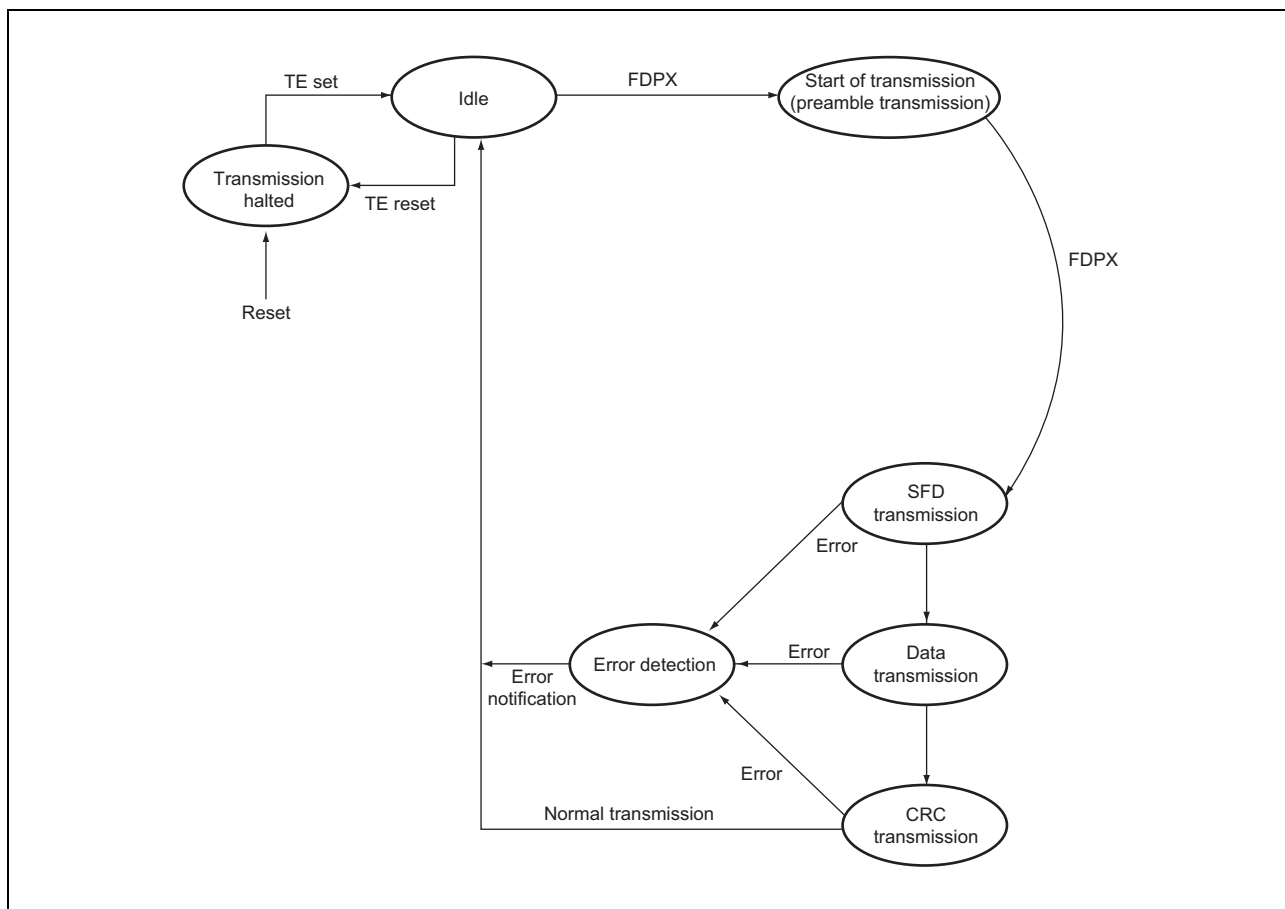 TE set
Idle
FDPX
Start of transmission
(preamble transmission)
Transmission
halted
TE reset
Reset
FDPX
SFD
transmission
Error
Error detection
Error
Data
transmission
Error
notification
Error
Normal transmission
CRC
transmission